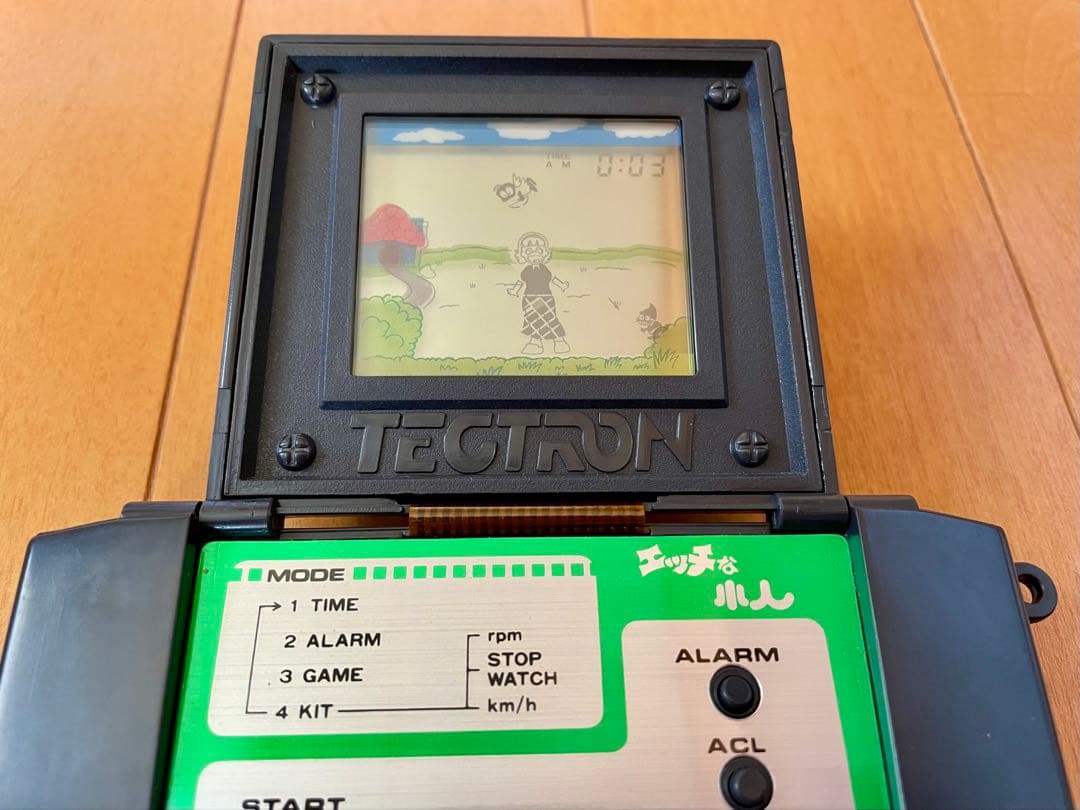 TIME
AM 0:03
TECTRON
MODE
エッチな
小人
1 TIME
2 ALARM
3 GAME
4 KIT
rpm
STOP
WATCH
km/h
ALARM
ACL
START